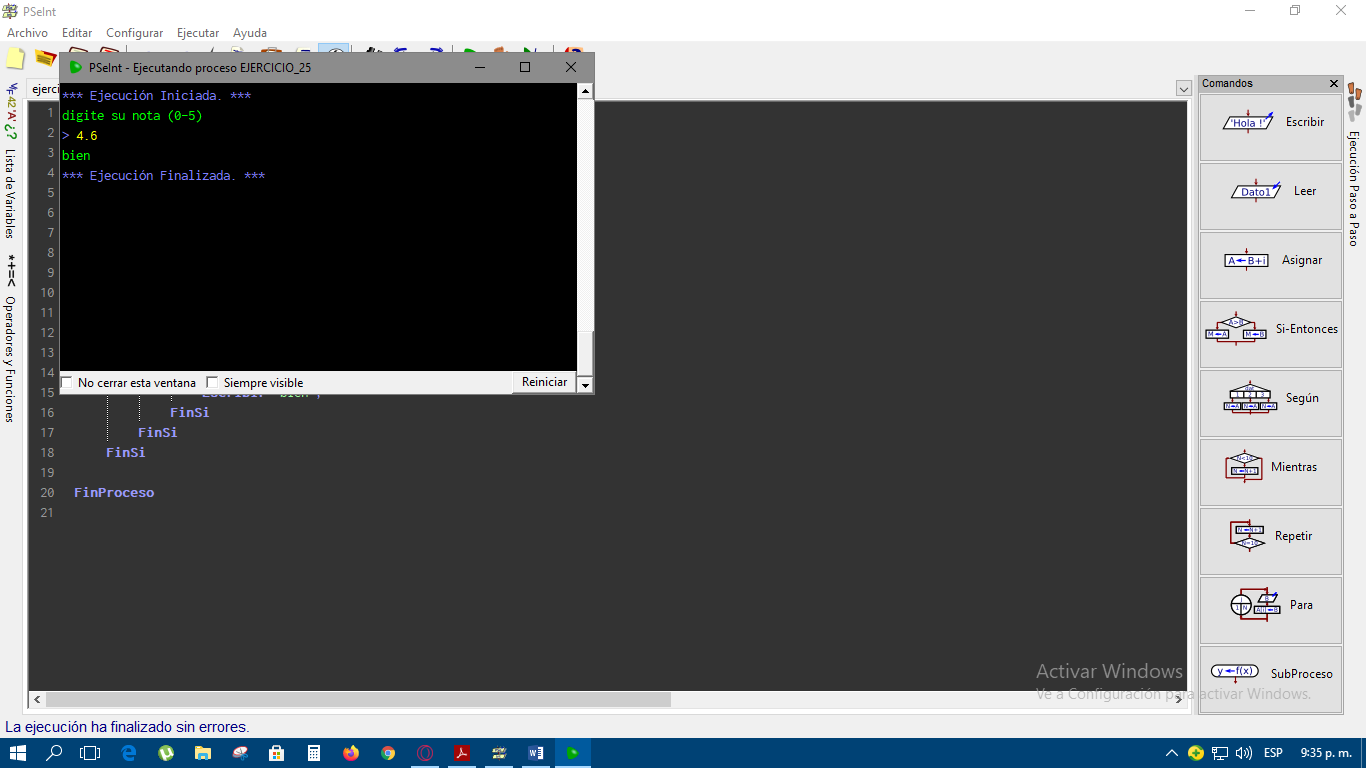 PSeInt
Archivo Editar Configurar Ejecutar Ayuda
PSeInt - Ejecutando proceso EJERCICIO_25
*** Ejecución Iniciada. ***
digite su nota (0-5)
> 4.6
bien
*** Ejecución Finalizada. ***
No cerrar esta ventana Siempre visible Reiniciar
Lista de Variables
*+=<
Operadores y Funciones
1
2
3
4
5
6
7
8
9
10
11
12
13
14
15
16 FinSi
17 FinSi
18 FinSi
19
20 FinProceso
21
Comandos
'Hola !' Escribir
Dato1 Leer
A←B+i Asignar
A>B M←A M←B Si-Entonces
Según
Mientras
Repetir
Para
y←f(x) SubProceso
Ejecución Paso a Paso
Activar Windows
Ve a Configuración para activar Windows.
La ejecución ha finalizado sin errores.
ESP 9:35 p. m.